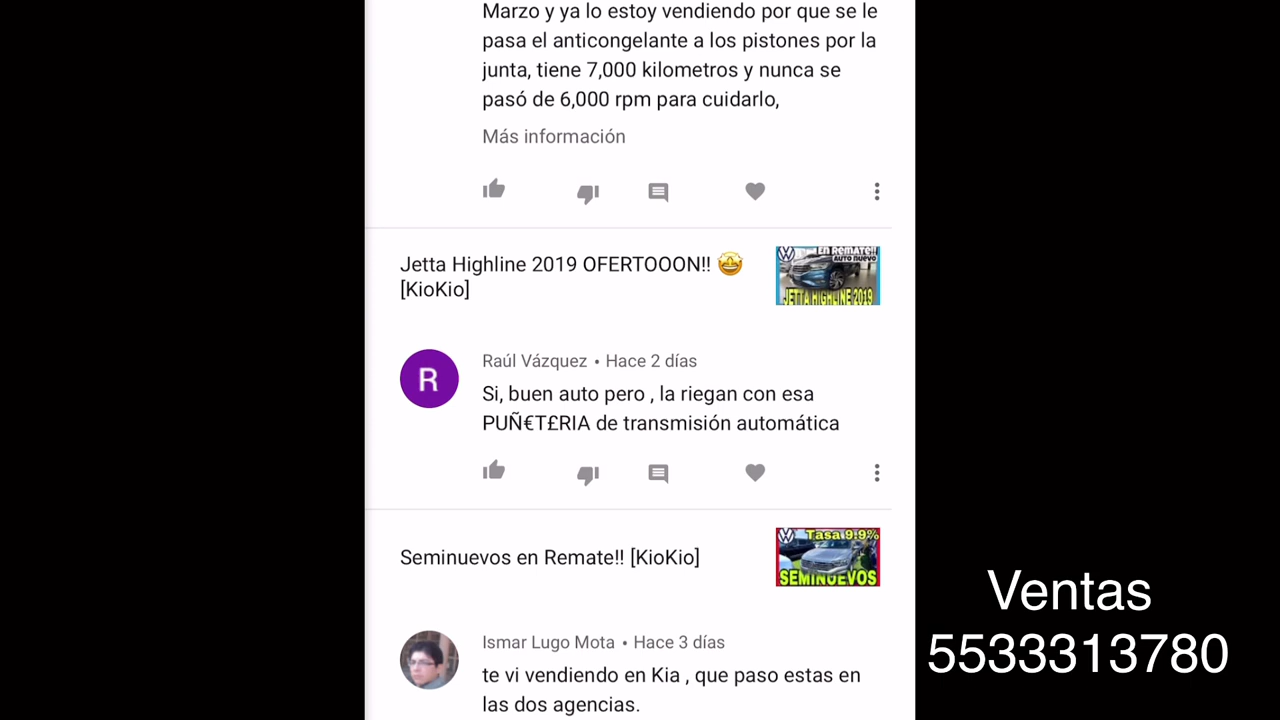 Marzo y ya lo estoy vendiendo por que se le
pasa el anticongelante a los pistones por la
junta, tiene 7,000 kilometros y nunca se
pasó de 6,000 rpm para cuidarlo,
Más información
Jetta Highline 2019 OFERTOOON!! 🤩
[KioKio]
EN REMATE!!
AUTO NUEVO
JETTA HIGHLINE 2019
R
Raúl Vázquez • Hace 2 días
Si, buen auto pero , la riegan con esa
PUÑ€T£RIA de transmisión automática
Seminuevos en Remate!! [KioKio]
Tasa 9.9%
SEMINUEVOS
Ismar Lugo Mota • Hace 3 días
te vi vendiendo en Kia , que paso estas en
las dos agencias.
Ventas
5533313780